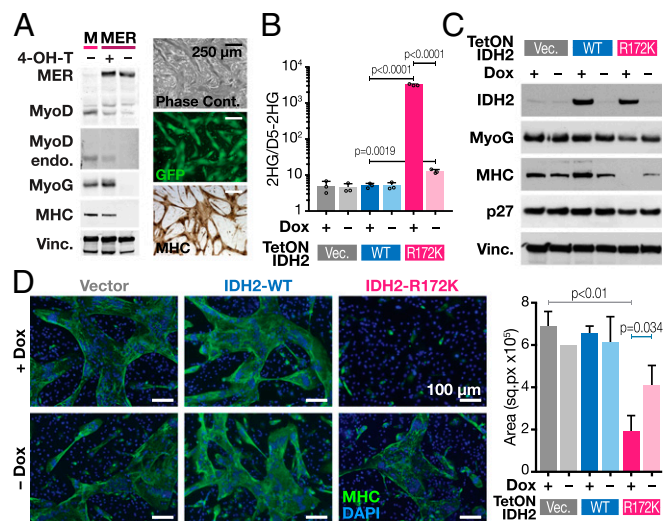 A
M MER
4-OH-T − + −
MER
MyoD
MyoD
endo.
MyoG
MHC
Vinc.
250 µm
Phase Cont.
GFP
MHC
B
2HG/D5-2HG
10⁴
10³
10²
10¹
1
p<0.0001
p<0.0001
p=0.0019
Dox + − + − + −
TetON
IDH2
Vec. WT R172K
C
TetON
IDH2
Vec. WT R172K
Dox + − + − + −
IDH2
MyoG
MHC
p27
Vinc.
D
Vector IDH2-WT IDH2-R172K
+ Dox
100 µm
− Dox
MHC
DAPI
Area (sq.px x10⁵)
8
6
4
2
0
p<0.01
p=0.034
Dox + − + − + −
TetON
IDH2
Vec. WT R172K